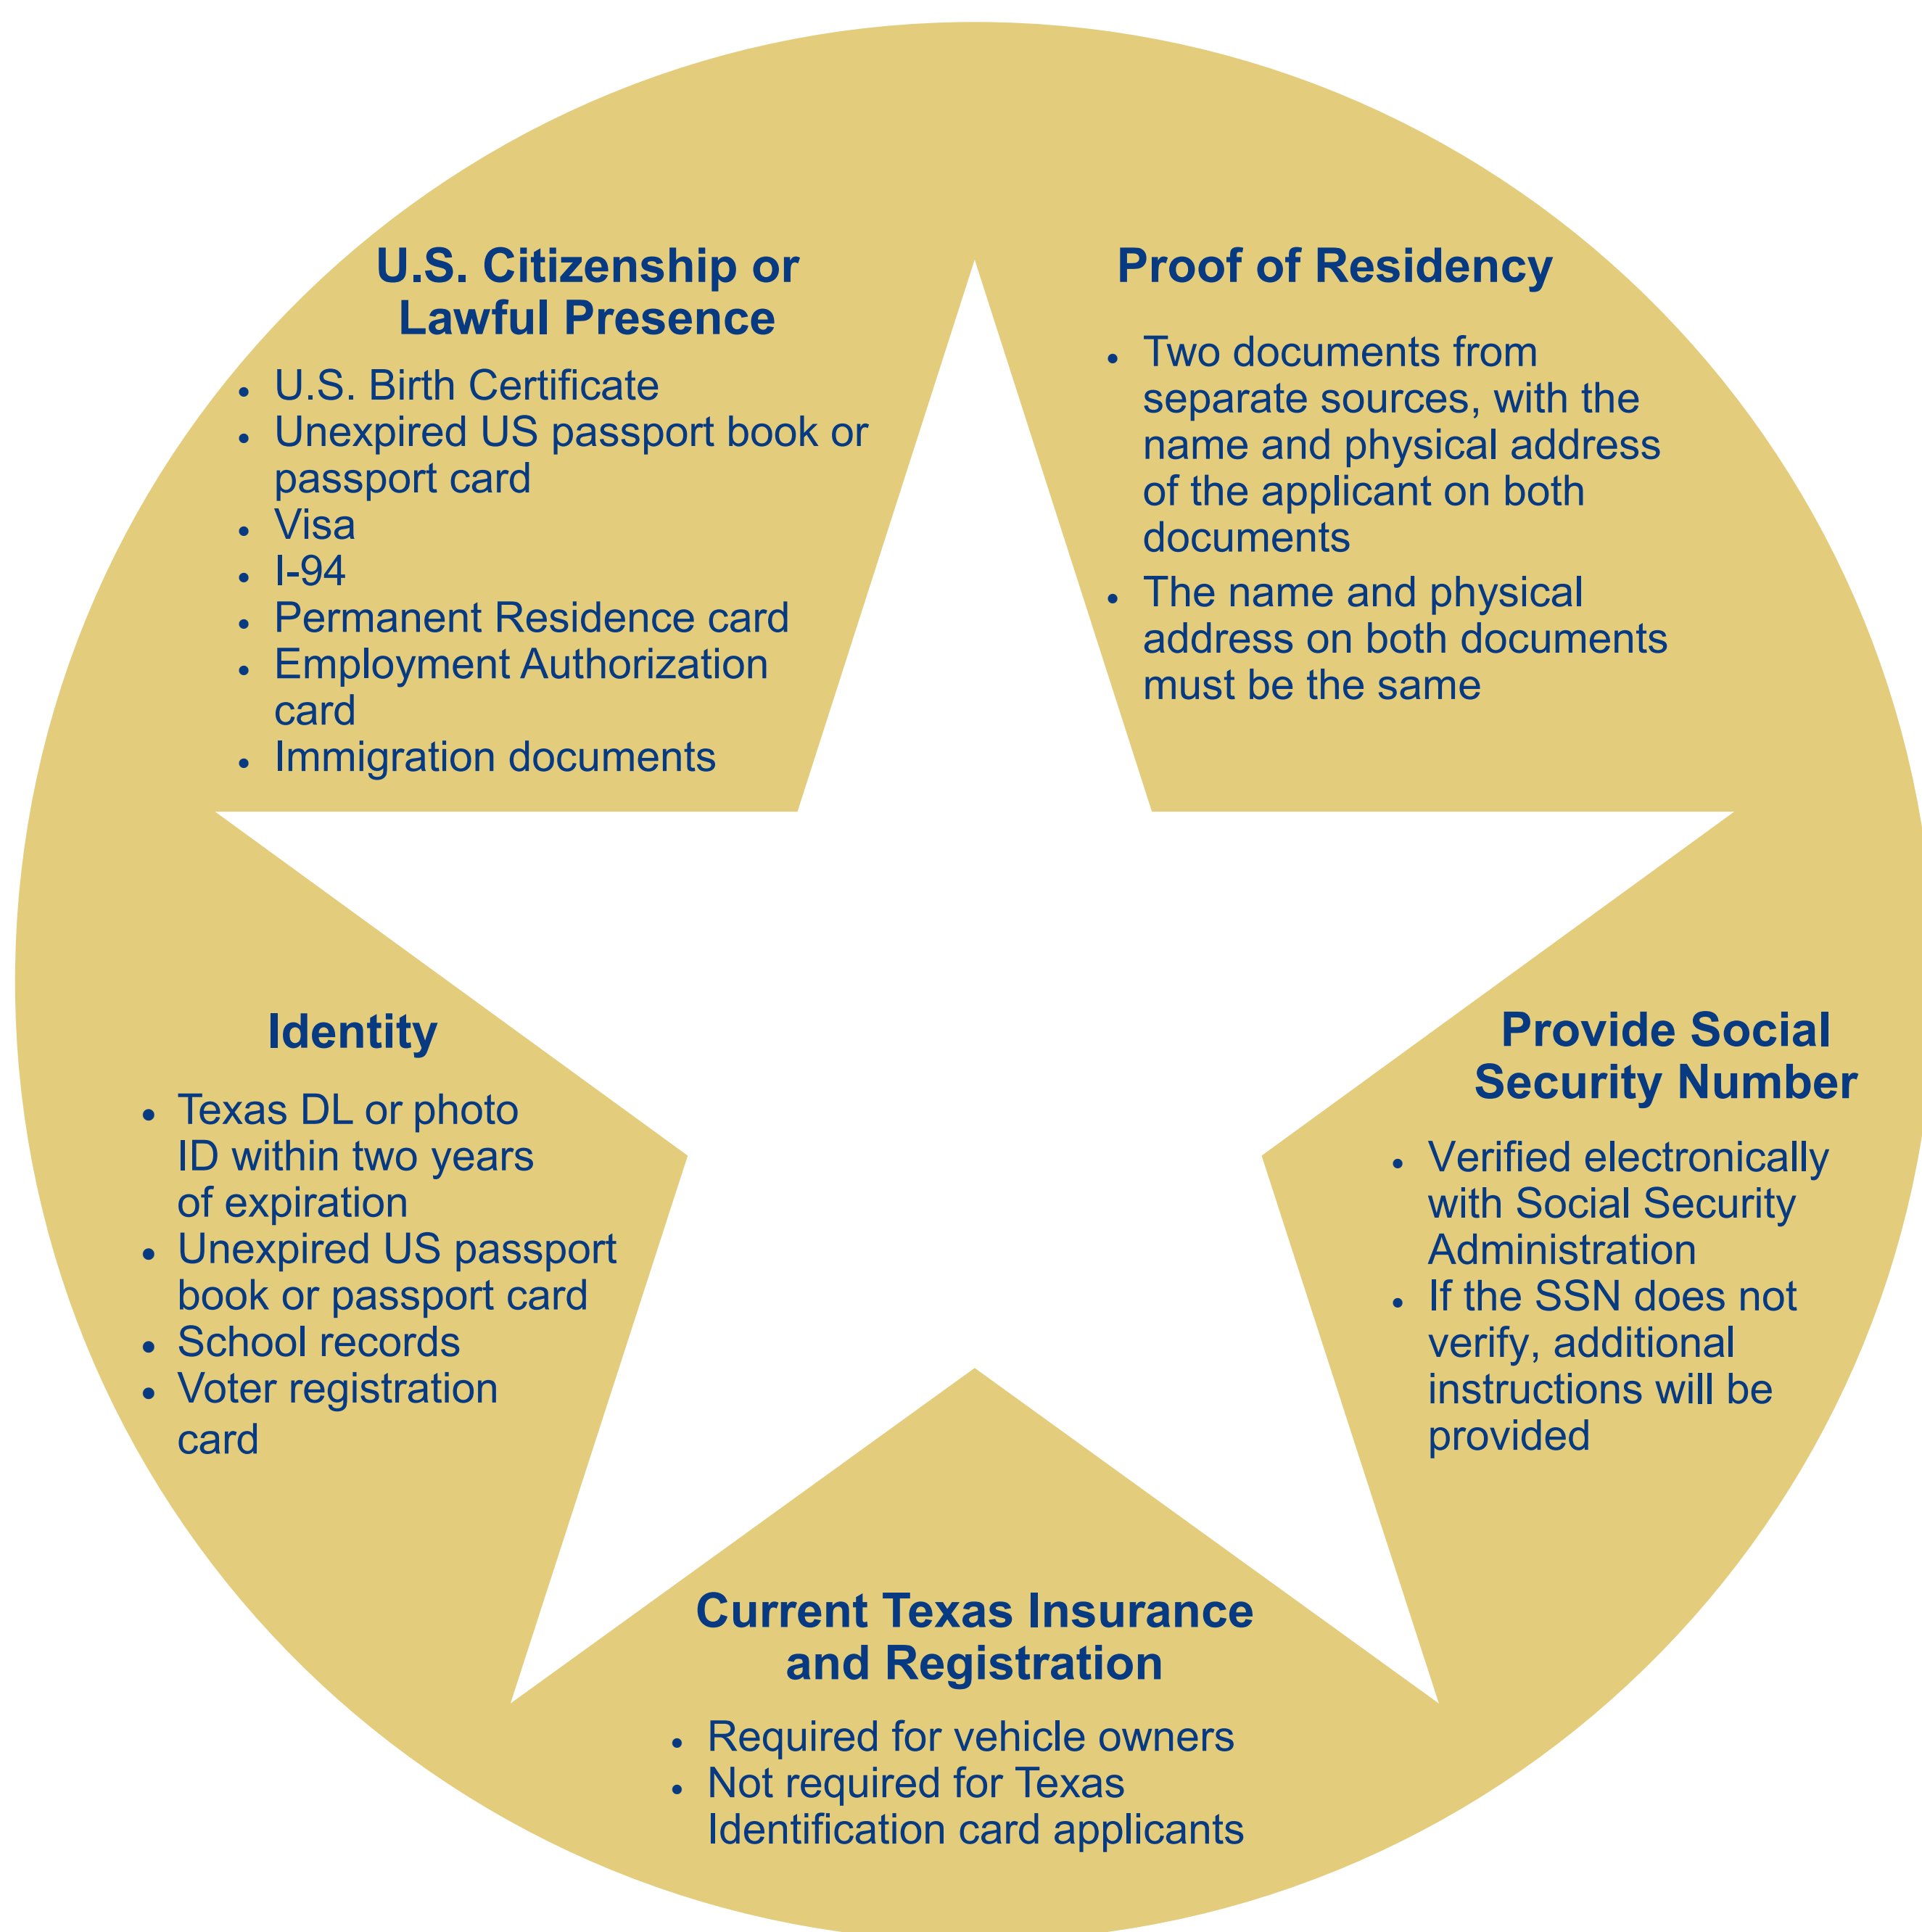 U.S. Citizenship or
Lawful Presence
• U.S. Birth Certificate
• Unexpired US passport book or
passport card
• Visa
• I-94
• Permanent Residence card
• Employment Authorization
card
• Immigration documents
Proof of Residency
• Two documents from
separate sources, with the
name and physical address
of the applicant on both
documents
• The name and physical
address on both documents
must be the same
Identity
• Texas DL or photo
ID within two years
of expiration
• Unexpired US passport
book or passport card
• School records
• Voter registration
card
Provide Social
Security Number
• Verified electronically
with Social Security
Administration
• If the SSN does not
verify, additional
instructions will be
provided
Current Texas Insurance
and Registration
• Required for vehicle owners
• Not required for Texas
Identification card applicants